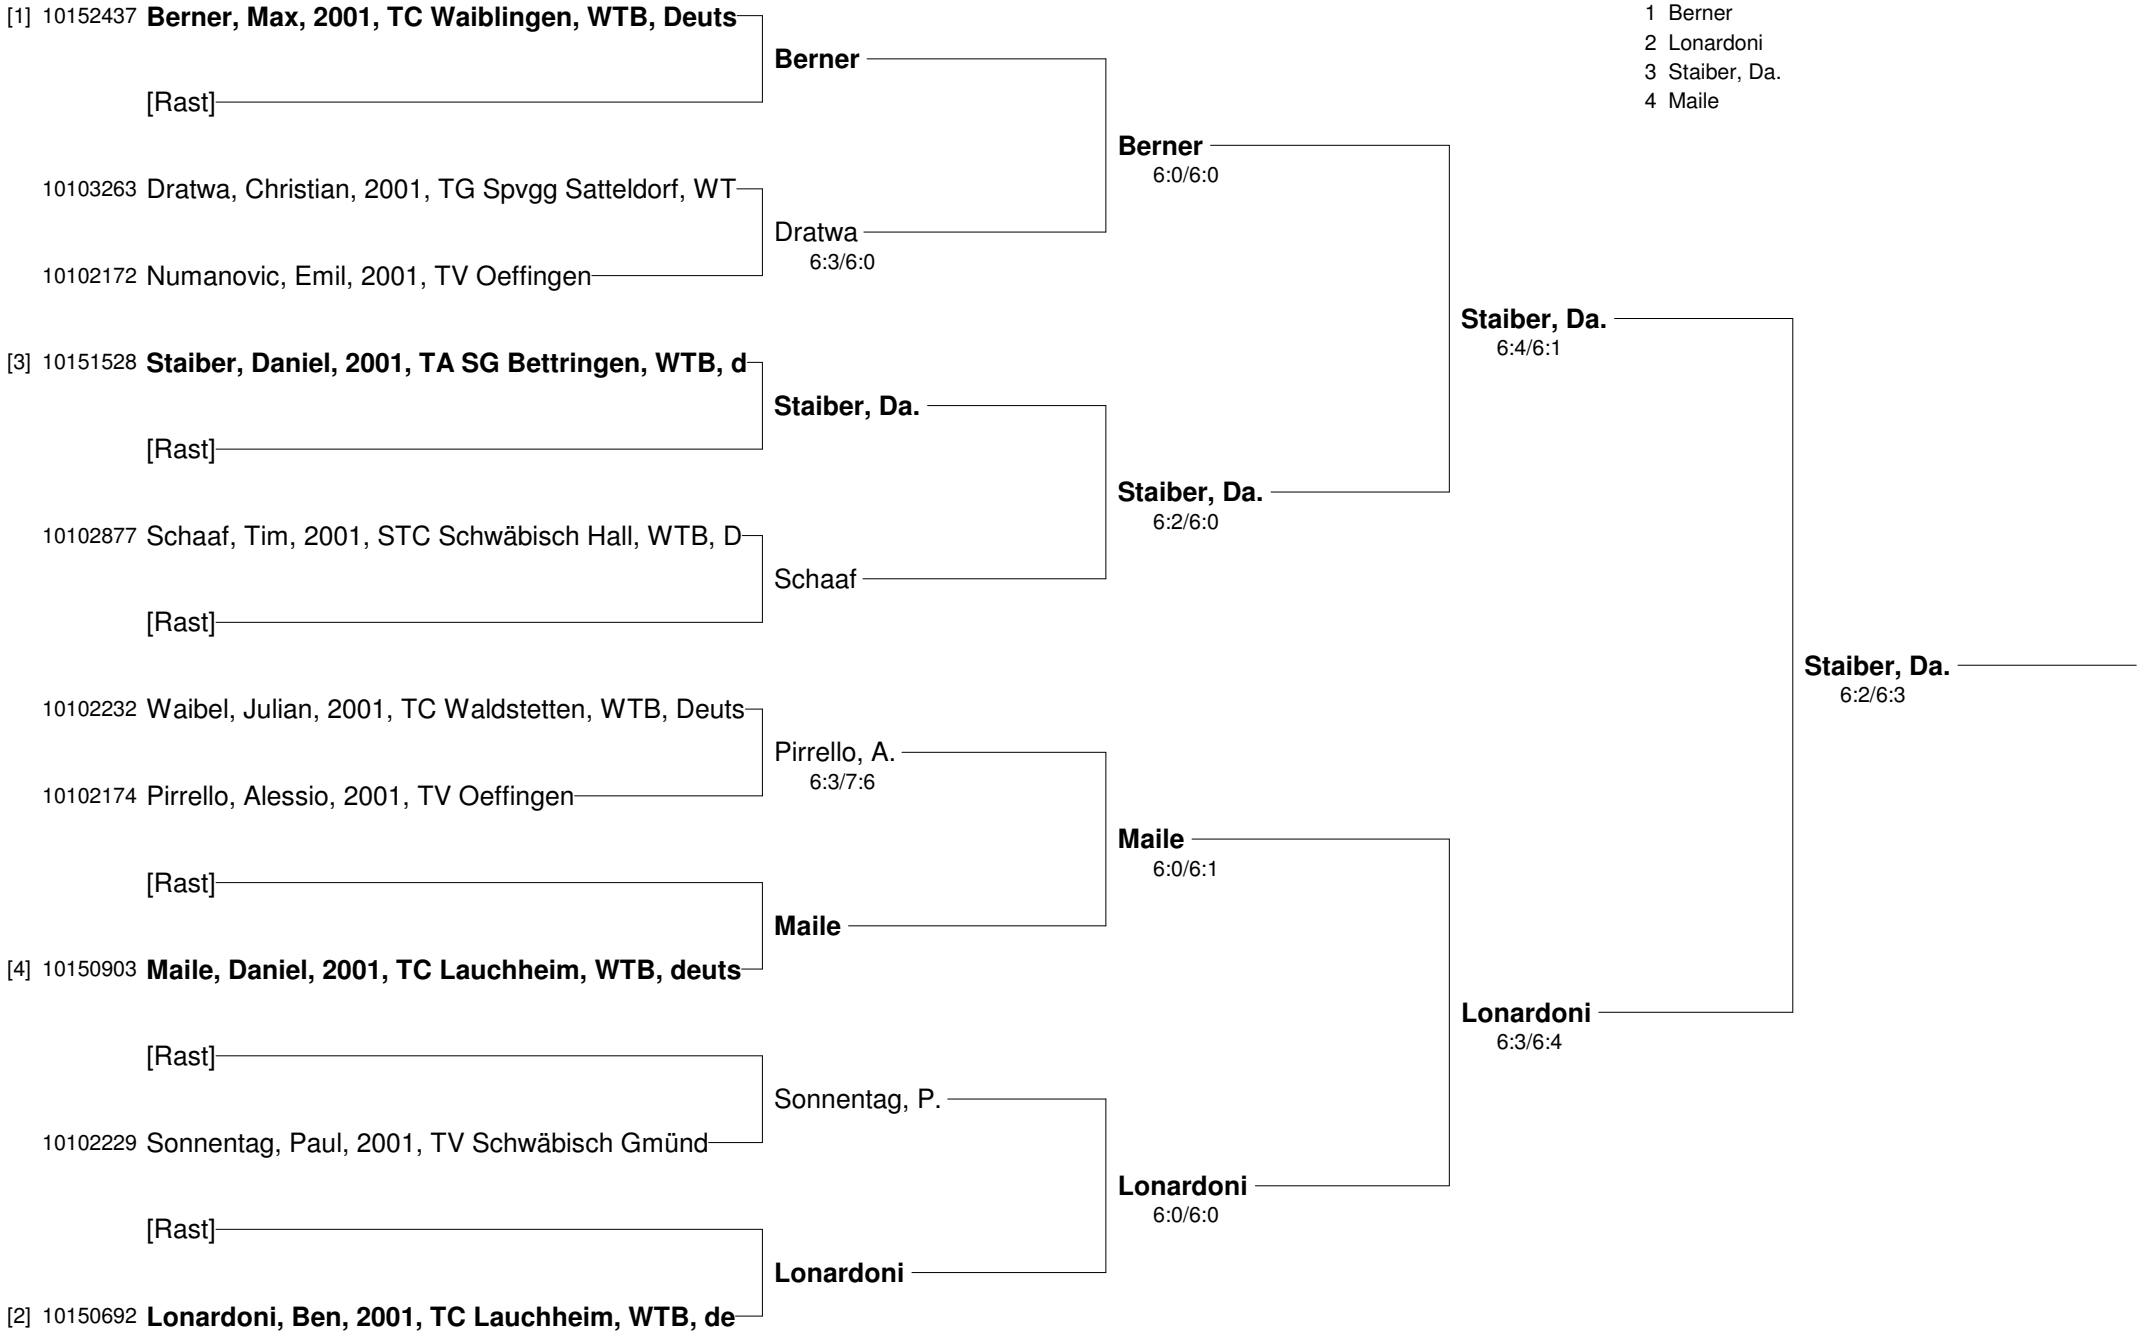 [1] 10152437 Berner, Max, 2001, TC Waiblingen, WTB, Deuts
[Rast]
10103263 Dratwa, Christian, 2001, TG Spvgg Satteldorf, WT
10102172 Numanovic, Emil, 2001, TV Oeffingen
[3] 10151528 Staiber, Daniel, 2001, TA SG Bettringen, WTB, d
[Rast]
10102877 Schaaf, Tim, 2001, STC Schwäbisch Hall, WTB, D
[Rast]
10102232 Waibel, Julian, 2001, TC Waldstetten, WTB, Deuts
10102174 Pirrello, Alessio, 2001, TV Oeffingen
[Rast]
[4] 10150903 Maile, Daniel, 2001, TC Lauchheim, WTB, deuts
[Rast]
10102229 Sonnentag, Paul, 2001, TV Schwäbisch Gmünd
[Rast]
[2] 10150692 Lonardoni, Ben, 2001, TC Lauchheim, WTB, de
Berner
Dratwa
6:3/6:0
Staiber, Da.
Schaaf
Pirrello, A.
6:3/7:6
Maile
Sonnentag, P.
Lonardoni
Berner
6:0/6:0
Staiber, Da.
6:2/6:0
Maile
6:0/6:1
Lonardoni
6:0/6:0
Staiber, Da.
6:4/6:1
Lonardoni
6:3/6:4
Staiber, Da.
6:2/6:3
1 Berner
2 Lonardoni
3 Staiber, Da.
4 Maile